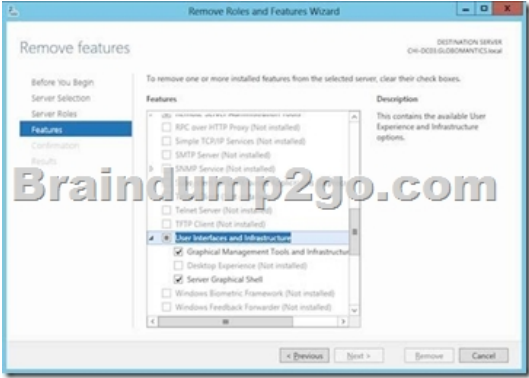 Remove Roles and Features Wizard
Remove features
DESTINATION SERVER
CHI-DC03.GLOBOMANTICS.local
Before You Begin
Server Selection
Server Roles
Features
Confirmation
Results
To remove one or more installed features from the selected server, clear their check boxes.
Features
Remote Server Administration Tools
RPC over HTTP Proxy (Not installed)
Simple TCP/IP Services (Not installed)
SMTP Server (Not installed)
SNMP Service (Not installed)
Telnet Server (Not installed)
TFTP Client (Not installed)
User Interfaces and Infrastructure
Graphical Management Tools and Infrastructur
Desktop Experience (Not installed)
Server Graphical Shell
Windows Biometric Framework (Not installed)
Windows Feedback Forwarder (Not installed)
Description
This contains the available User
Experience and Infrastructure
options.
Braindump2go.com
< Previous
Next >
Remove
Cancel